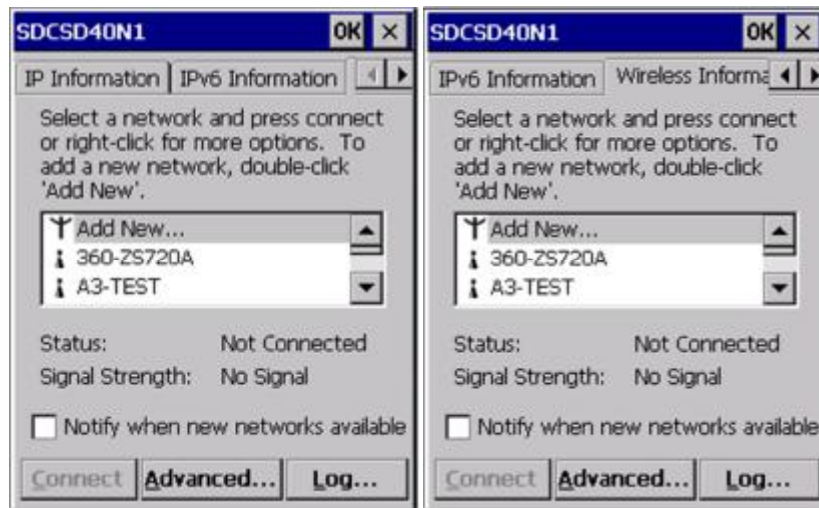 SDCSD40N1 OK
IP Information IPv6 Information
Select a network and press connect
or right-click for more options. To
add a new network, double-click
'Add New'.
Add New...
360-ZS720A
A3-TEST
Status: Not Connected
Signal Strength: No Signal
Notify when new networks available
Connect Advanced... Log...
SDCSD40N1 OK
IPv6 Information Wireless Informa
Select a network and press connect
or right-click for more options. To
add a new network, double-click
'Add New'.
Add New...
360-ZS720A
A3-TEST
Status: Not Connected
Signal Strength: No Signal
Notify when new networks available
Connect Advanced... Log...